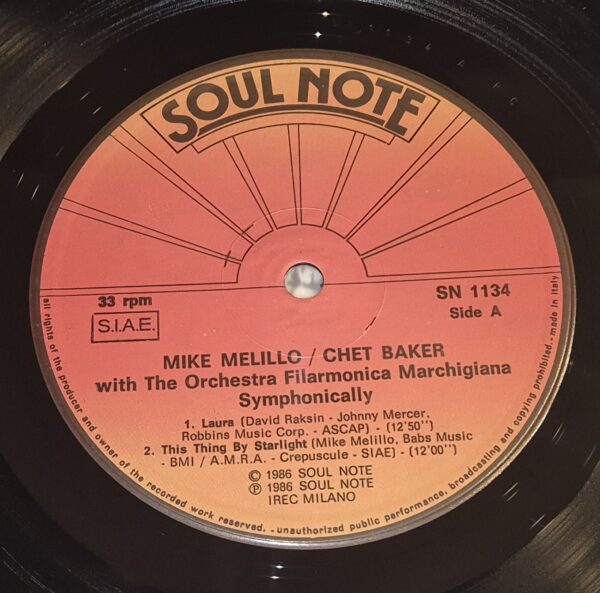 SOUL NOTE
33 rpm
S.I.A.E.
SN 1134
Side A
MIKE MELILLO / CHET BAKER
with The Orchestra Filarmonica Marchigiana
Symphonically
1. Laura (David Raksin - Johnny Mercer,
Robbins Music Corp. - ASCAP) - (12'50'')
2. This Thing By Starlight (Mike Melillo, Babs Music
- BMI / A.M.R.A. - Crepuscule - SIAE) - (12'00'')
© 1986 SOUL NOTE
℗ 1986 SOUL NOTE
IREC MILANO
all rights of the producer and owner of the recorded work reserved. - unauthorized public performance, broadcasting and copying prohibited. - made in Italy